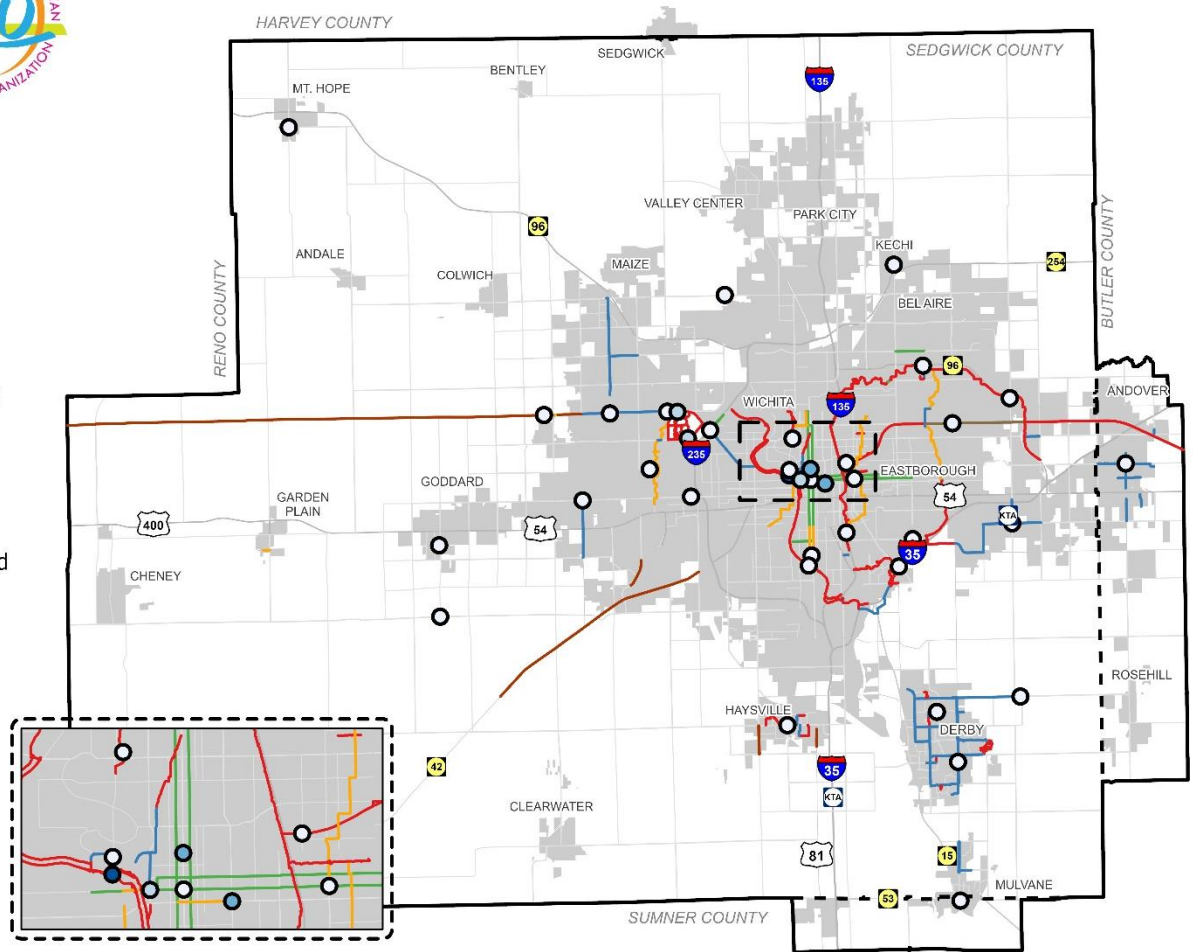 AN
ANIZATION
HARVEY COUNTY
SEDGWICK
SEDGWICK COUNTY
BENTLEY
135
MT. HOPE
VALLEY CENTER
PARK CITY
BUTLER COUNTY
96
KECHI
ANDALE
MAIZE
254
COLWICH
RENO COUNTY
BEL AIRE
96
ANDOVER
WICHITA
135
235
EASTBOROUGH
GODDARD
54
GARDEN
PLAIN
KTA
400
54
35
d
CHENEY
ROSEHILL
HAYSVILLE
DERBY
42
35
KTA
CLEARWATER
81
15
MULVANE
53
SUMNER COUNTY